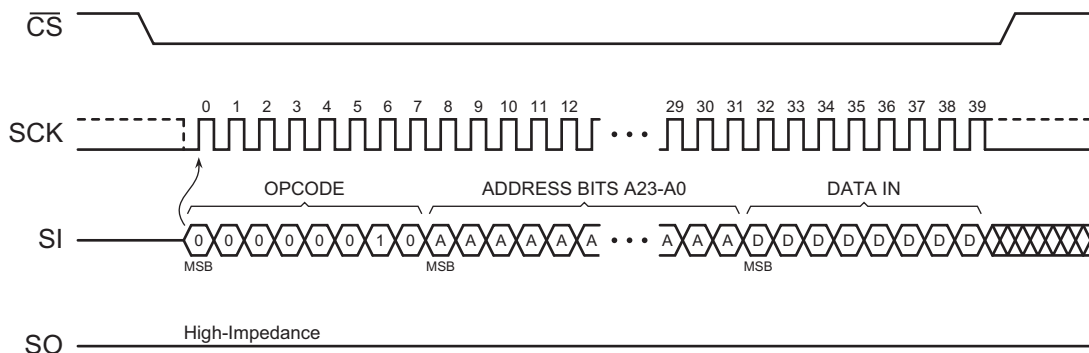 CS
SCK
0 1 2 3 4 5 6 7 8 9 10 11 12 29 30 31 32 33 34 35 36 37 38 39
OPCODE ADDRESS BITS A23-A0 DATA IN
SI 0 0 0 0 0 0 1 0 A A A A A A A A A D D D D D D D D
MSB MSB MSB
High-Impedance
SO